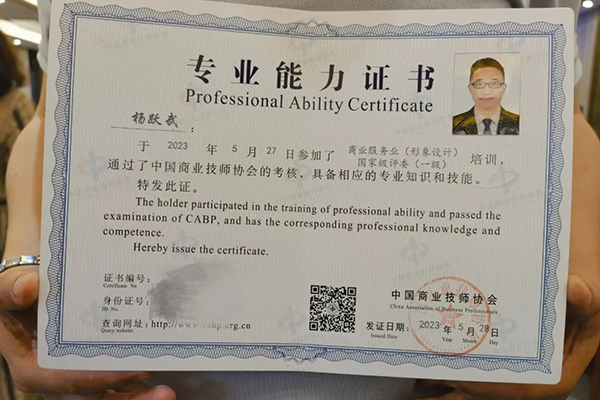 专业能力证书
Professional Ability Certificate
杨跃武:
于 2023 年 5 月 27 日参加了 商业服务业(形象设计) 国家级评委(一级) 培训,
通过了中国商业技师协会的考核,具备相应的专业知识和技能。
特发此证。
The holder participated in the training of professional ability and passed the
examination of CABP, and has the corresponding professional knowledge and
competence.
Hereby issue the certificate.
证书编号:
Certificate No
身份证号:
ID No
查询网址:http://www.cabp.org.cn
Query website
中国商业技师协会
China Association of Business Professionals
发证日期: 2023 年 5 月 28 日
Issued Date Year Month Day